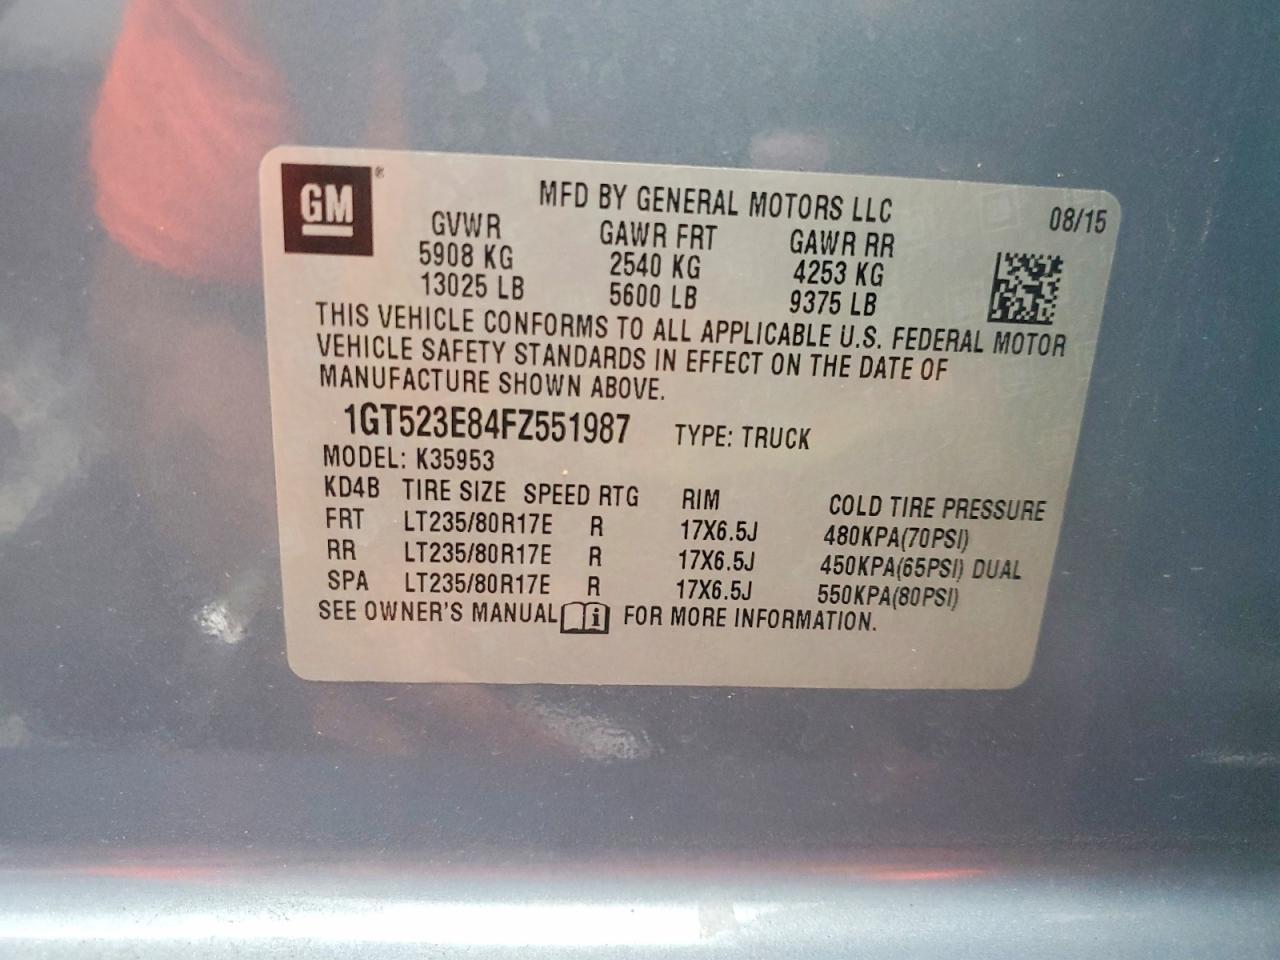 GM ®
MFD BY GENERAL MOTORS LLC 08/15
GVWR GAWR FRT GAWR RR
5908 KG 2540 KG 4253 KG
13025 LB 5600 LB 9375 LB
THIS VEHICLE CONFORMS TO ALL APPLICABLE U.S. FEDERAL MOTOR
VEHICLE SAFETY STANDARDS IN EFFECT ON THE DATE OF
MANUFACTURE SHOWN ABOVE.
1GT523E84FZ551987 TYPE: TRUCK
MODEL: K35953
KD4B TIRE SIZE SPEED RTG RIM COLD TIRE PRESSURE
FRT LT235/80R17E R 17X6.5J 480KPA(70PSI)
RR LT235/80R17E R 17X6.5J 450KPA(65PSI) DUAL
SPA LT235/80R17E R 17X6.5J 550KPA(80PSI)
SEE OWNER'S MANUAL i FOR MORE INFORMATION.